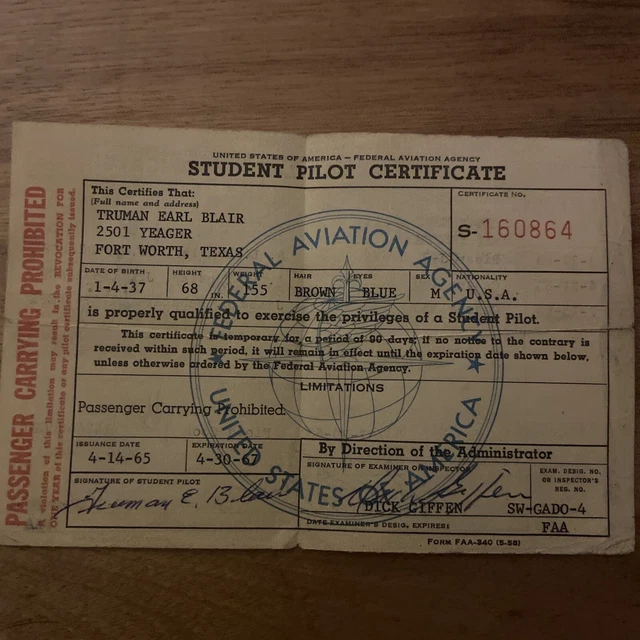 UNITED STATES OF AMERICA — FEDERAL AVIATION AGENCY
STUDENT PILOT CERTIFICATE
This Certifies That:
(Full name and address)
TRUMAN EARL BLAIR
2501 YEAGER
FORT WORTH, TEXAS
CERTIFICATE NO.
S-160864
DATE OF BIRTH HEIGHT WEIGHT HAIR EYES SEX NATIONALITY
1-4-37 68 IN. 155 BROWN BLUE M U.S.A.
is properly qualified to exercise the privileges of a Student Pilot.
This certificate is temporary for a period of 90 days; if no notice to the contrary is
received within such period, it will remain in effect until the expiration date shown below,
unless otherwise ordered by the Federal Aviation Agency.
LIMITATIONS
Passenger Carrying Prohibited.
ISSUANCE DATE EXPIRATION DATE
4-14-65 4-30-67
By Direction of the Administrator
SIGNATURE OF STUDENT PILOT
Truman E. Blair
SIGNATURE OF EXAMINER OR INSPECTOR
DICK GIFFEN
EXAM. DESIG. NO.
OR INSPECTOR'S
REG. NO.
SW-GADO-4
DATE EXAMINER'S DESIG. EXPIRES:
FAA
FORM FAA-340 (5-58)
PASSENGER CARRYING PROHIBITED
A violation of this limitation may result in the REVOCATION FOR
ONE YEAR of this certificate or any pilot certificate subsequently issued.
FEDERAL AVIATION AGENCY
UNITED STATES OF AMERICA